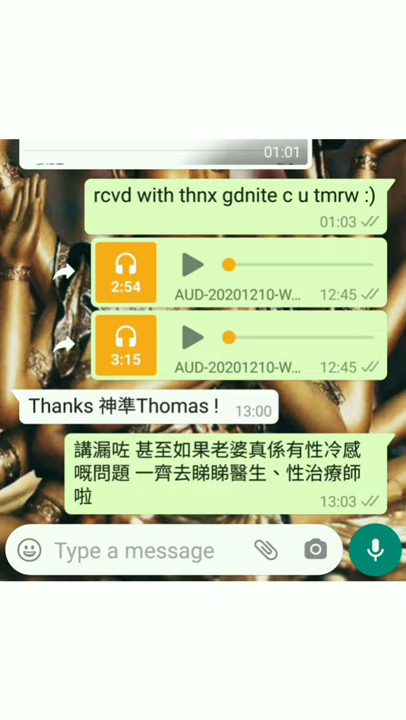 01:01
rcvd with thnx gdnite c u tmrw :)
01:03
2:54
AUD-20201210-W...
12:45
3:15
AUD-20201210-W...
12:45
Thanks 神準Thomas !
13:00
講漏咗 甚至如果老婆真係有性冷感
嘅問題 一齊去睇睇醫生、性治療師
啦
13:03
Type a message